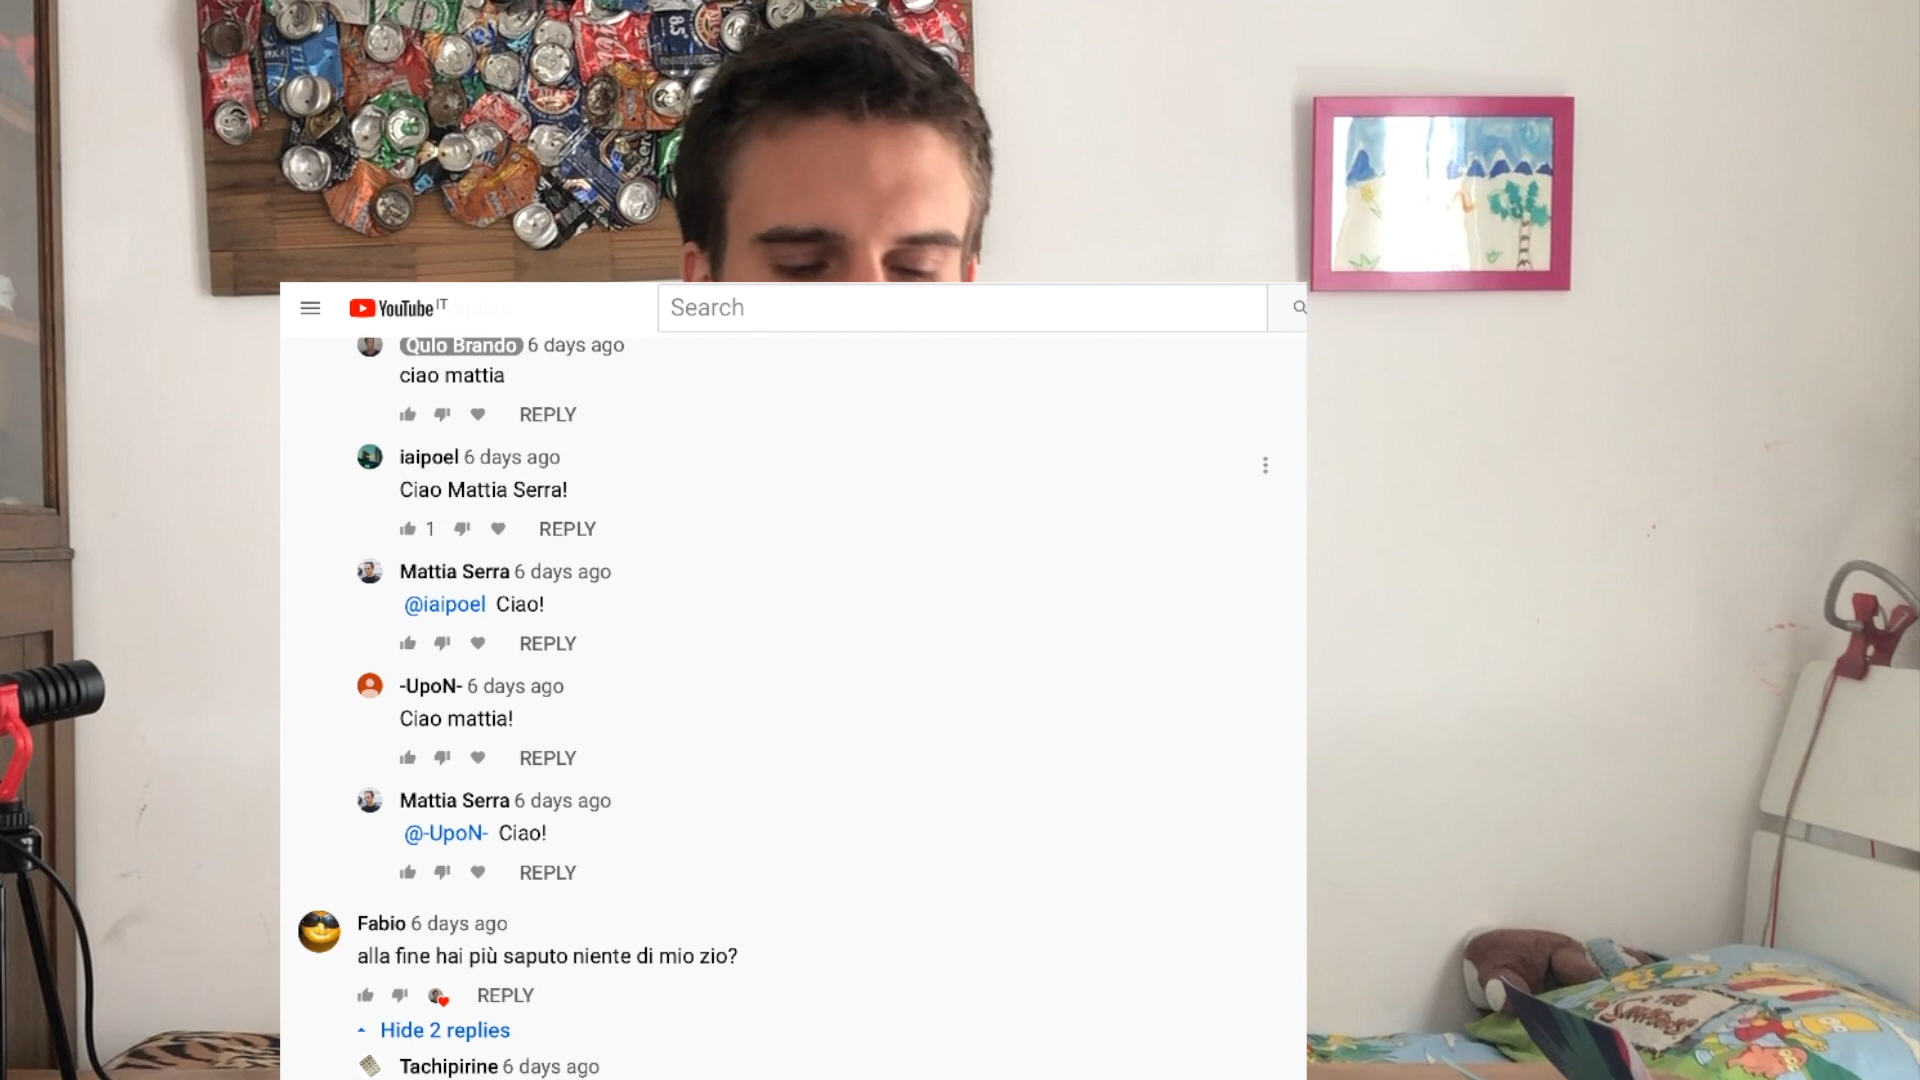 YouTube IT
Search
Qulo Brando 6 days ago
ciao mattia
REPLY
iaipoel 6 days ago
Ciao Mattia Serra!
1 REPLY
Mattia Serra 6 days ago
@iaipoel Ciao!
REPLY
-UpoN- 6 days ago
Ciao mattia!
REPLY
Mattia Serra 6 days ago
@-UpoN- Ciao!
REPLY
Fabio 6 days ago
alla fine hai più saputo niente di mio zio?
REPLY
Hide 2 replies
Tachipirine 6 days ago